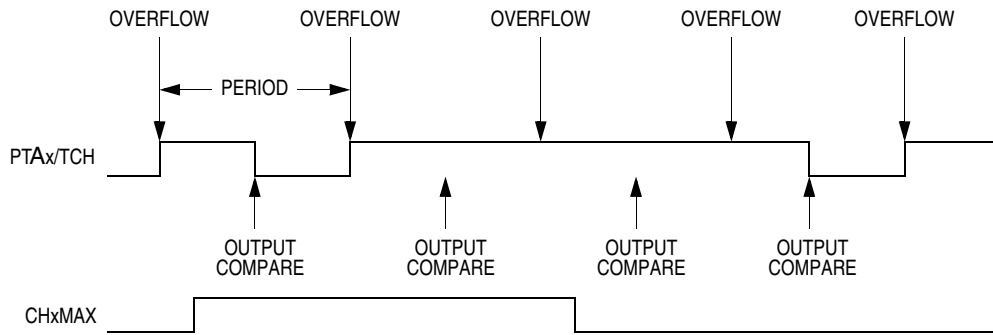 OVERFLOW OVERFLOW OVERFLOW OVERFLOW OVERFLOW
PERIOD
PTAx/TCH
OUTPUT COMPARE
OUTPUT COMPARE
OUTPUT COMPARE
OUTPUT COMPARE
CHxMAX